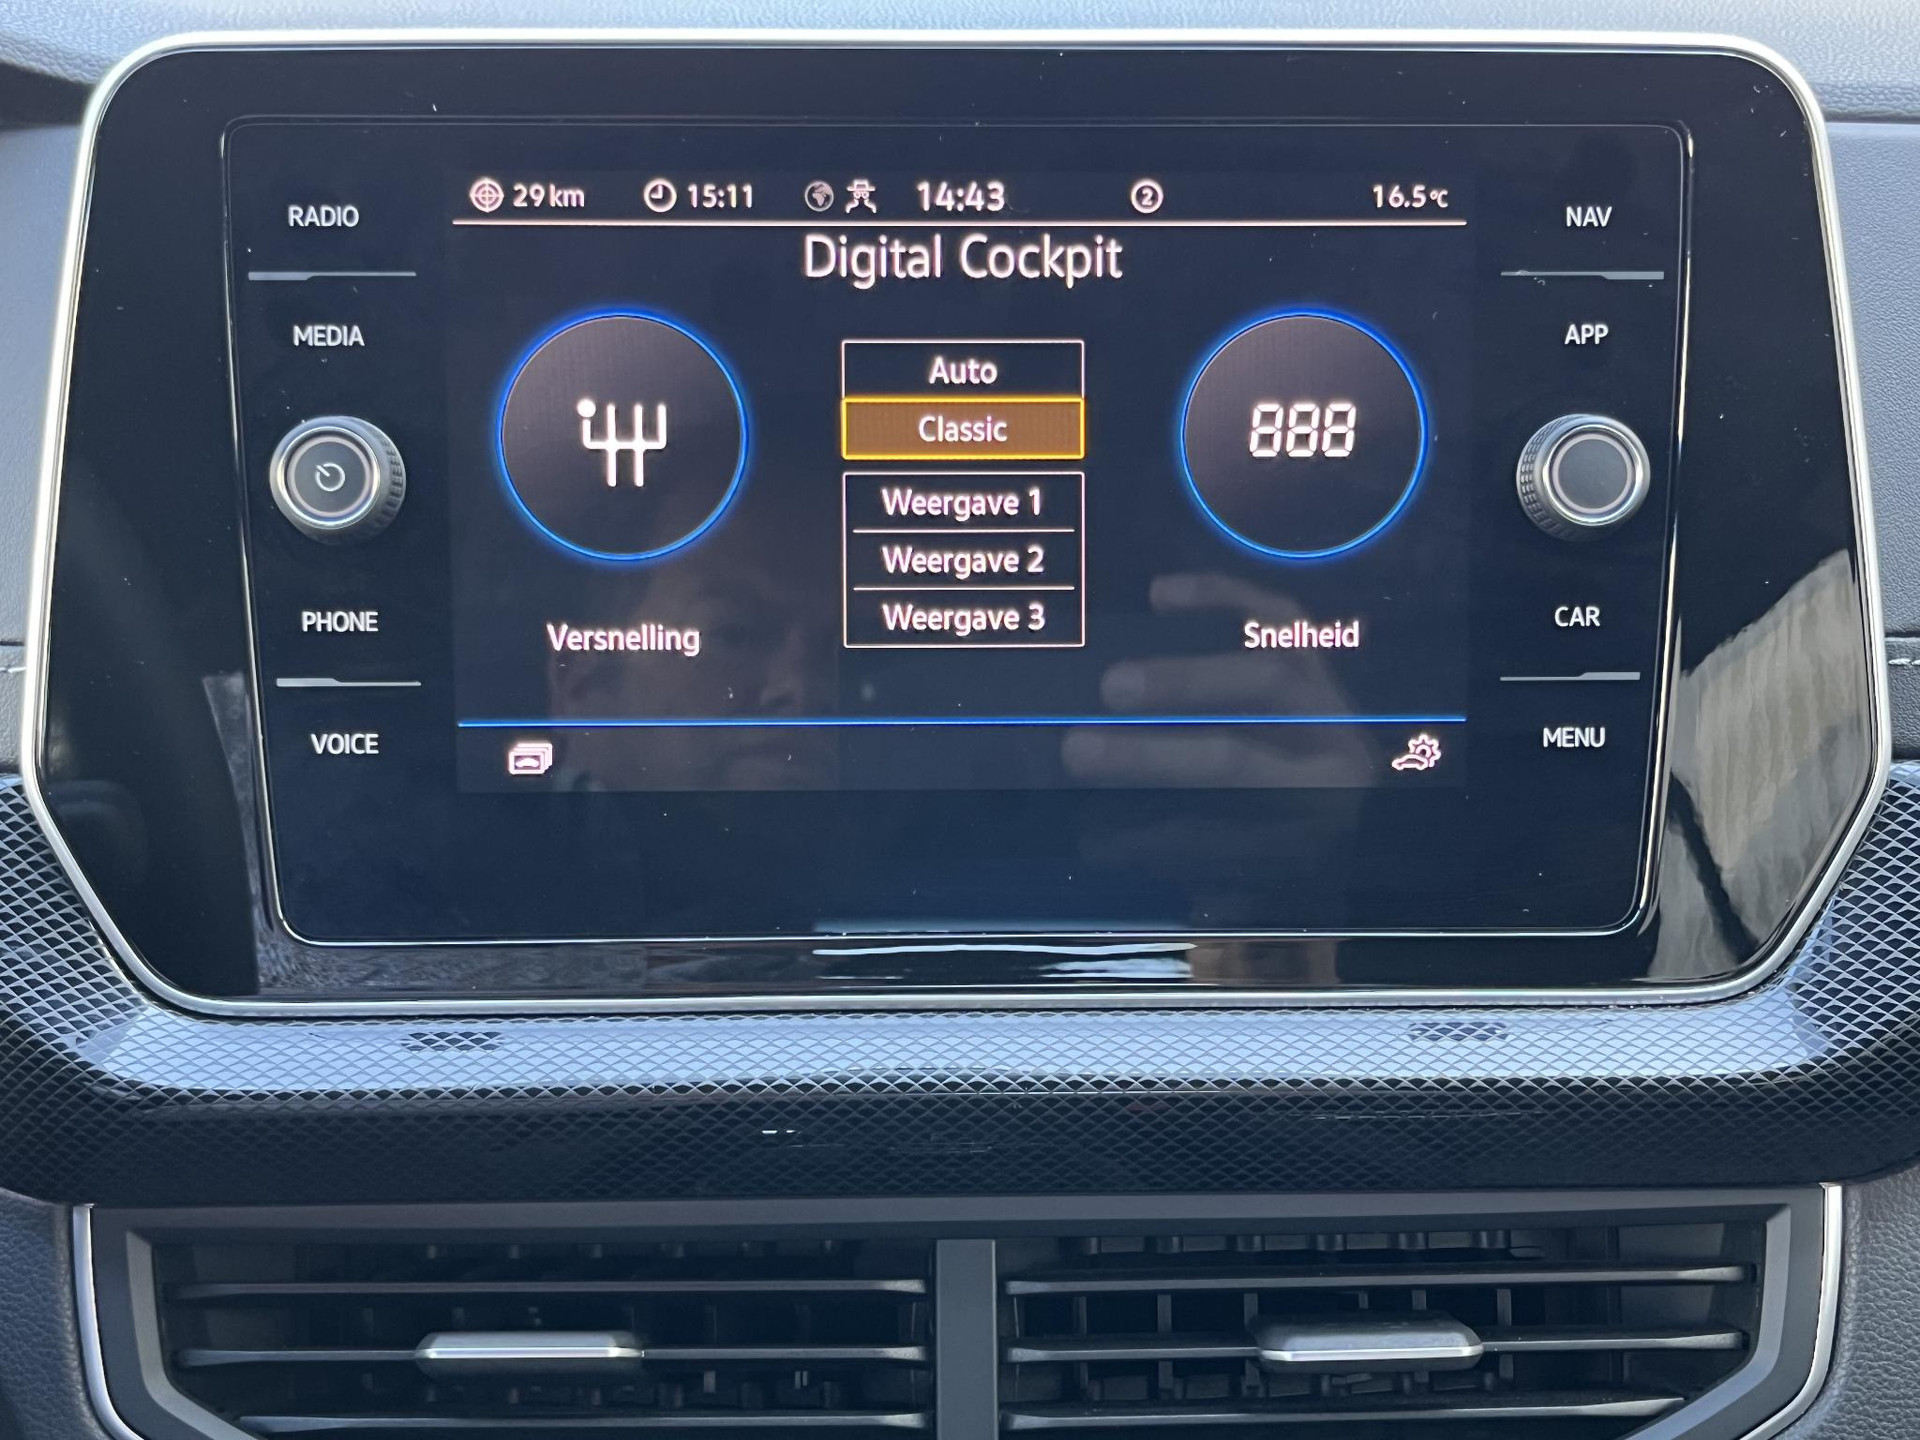 29 km 15:11 14:43 2 16.5°C
Digital Cockpit
RADIO
MEDIA
PHONE
VOICE
Auto
Classic
Weergave 1
Weergave 2
Weergave 3
Versnelling
888
Snelheid
NAV
APP
CAR
MENU